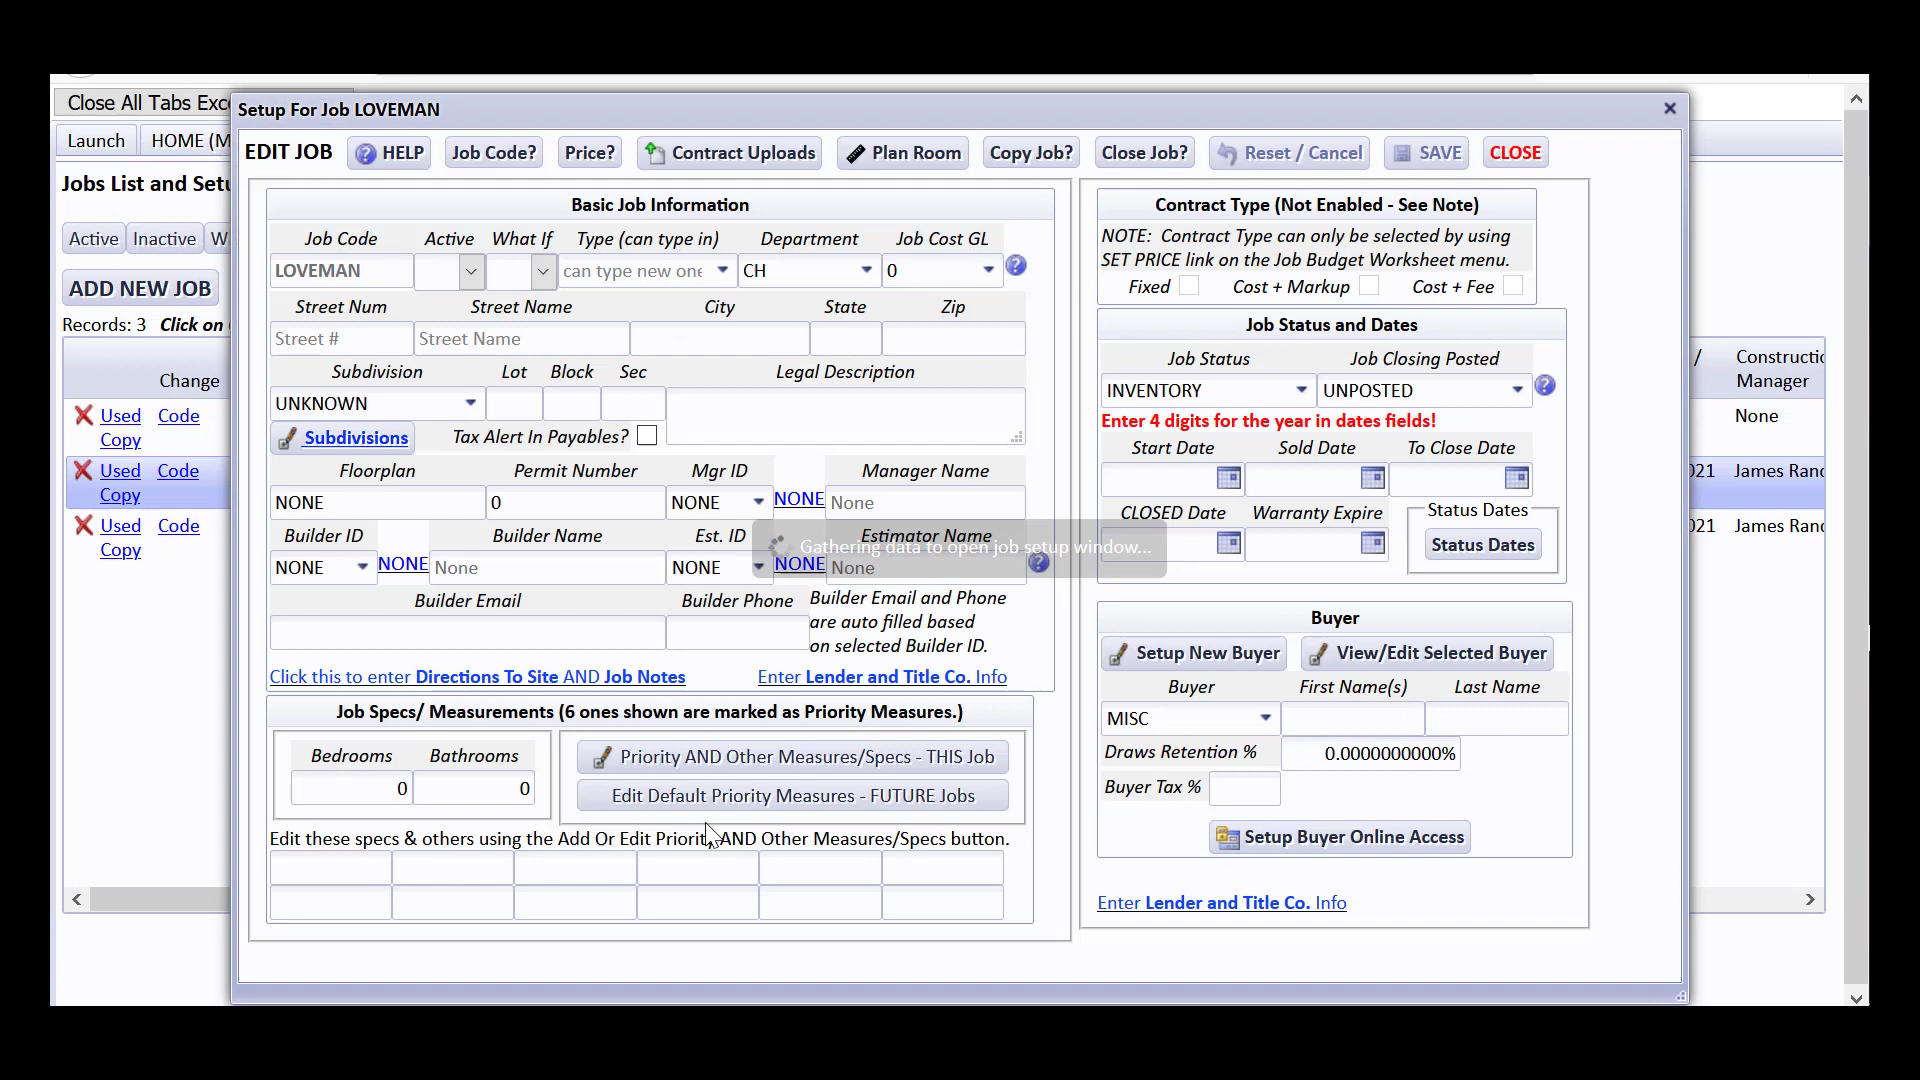 Close All Tabs Exc
Setup For Job LOVEMAN
Launch HOME (M
EDIT JOB HELP Job Code? Price? Contract Uploads Plan Room Copy Job? Close Job? Reset / Cancel SAVE CLOSE
Jobs List and Setu
Active Inactive W
ADD NEW JOB
Records: 3 Click on
Change
Used Code
Copy
Used Code
Copy
Used Code
Copy
Basic Job Information
Job Code Active What If Type (can type in) Department Job Cost GL
LOVEMAN can type new one CH 0
Street Num Street Name City State Zip
Street # Street Name
Subdivision Lot Block Sec Legal Description
UNKNOWN
Subdivisions Tax Alert In Payables?
Floorplan Permit Number Mgr ID Manager Name
NONE 0 NONE NONE None
Builder ID Builder Name Est. ID Estimator Name
Gathering data to open job setup window...
NONE NONE None NONE NONE None
Builder Email Builder Phone Builder Email and Phone
are auto filled based
on selected Builder ID.
Click this to enter Directions To Site AND Job Notes Enter Lender and Title Co. Info
Job Specs/ Measurements (6 ones shown are marked as Priority Measures.)
Bedrooms Bathrooms
0 0
Priority AND Other Measures/Specs - THIS Job
Edit Default Priority Measures - FUTURE Jobs
Edit these specs & others using the Add Or Edit Priority AND Other Measures/Specs button.
Contract Type (Not Enabled - See Note)
NOTE: Contract Type can only be selected by using
SET PRICE link on the Job Budget Worksheet menu.
Fixed Cost + Markup Cost + Fee
Job Status and Dates
Job Status Job Closing Posted
INVENTORY UNPOSTED
Enter 4 digits for the year in dates fields!
Start Date Sold Date To Close Date
CLOSED Date Warranty Expire Status Dates
Status Dates
Buyer
Setup New Buyer View/Edit Selected Buyer
Buyer First Name(s) Last Name
MISC
Draws Retention % 0.0000000000%
Buyer Tax %
Setup Buyer Online Access
Enter Lender and Title Co. Info
/ Constructio
Manager
None
021 James Rand
021 James Rand